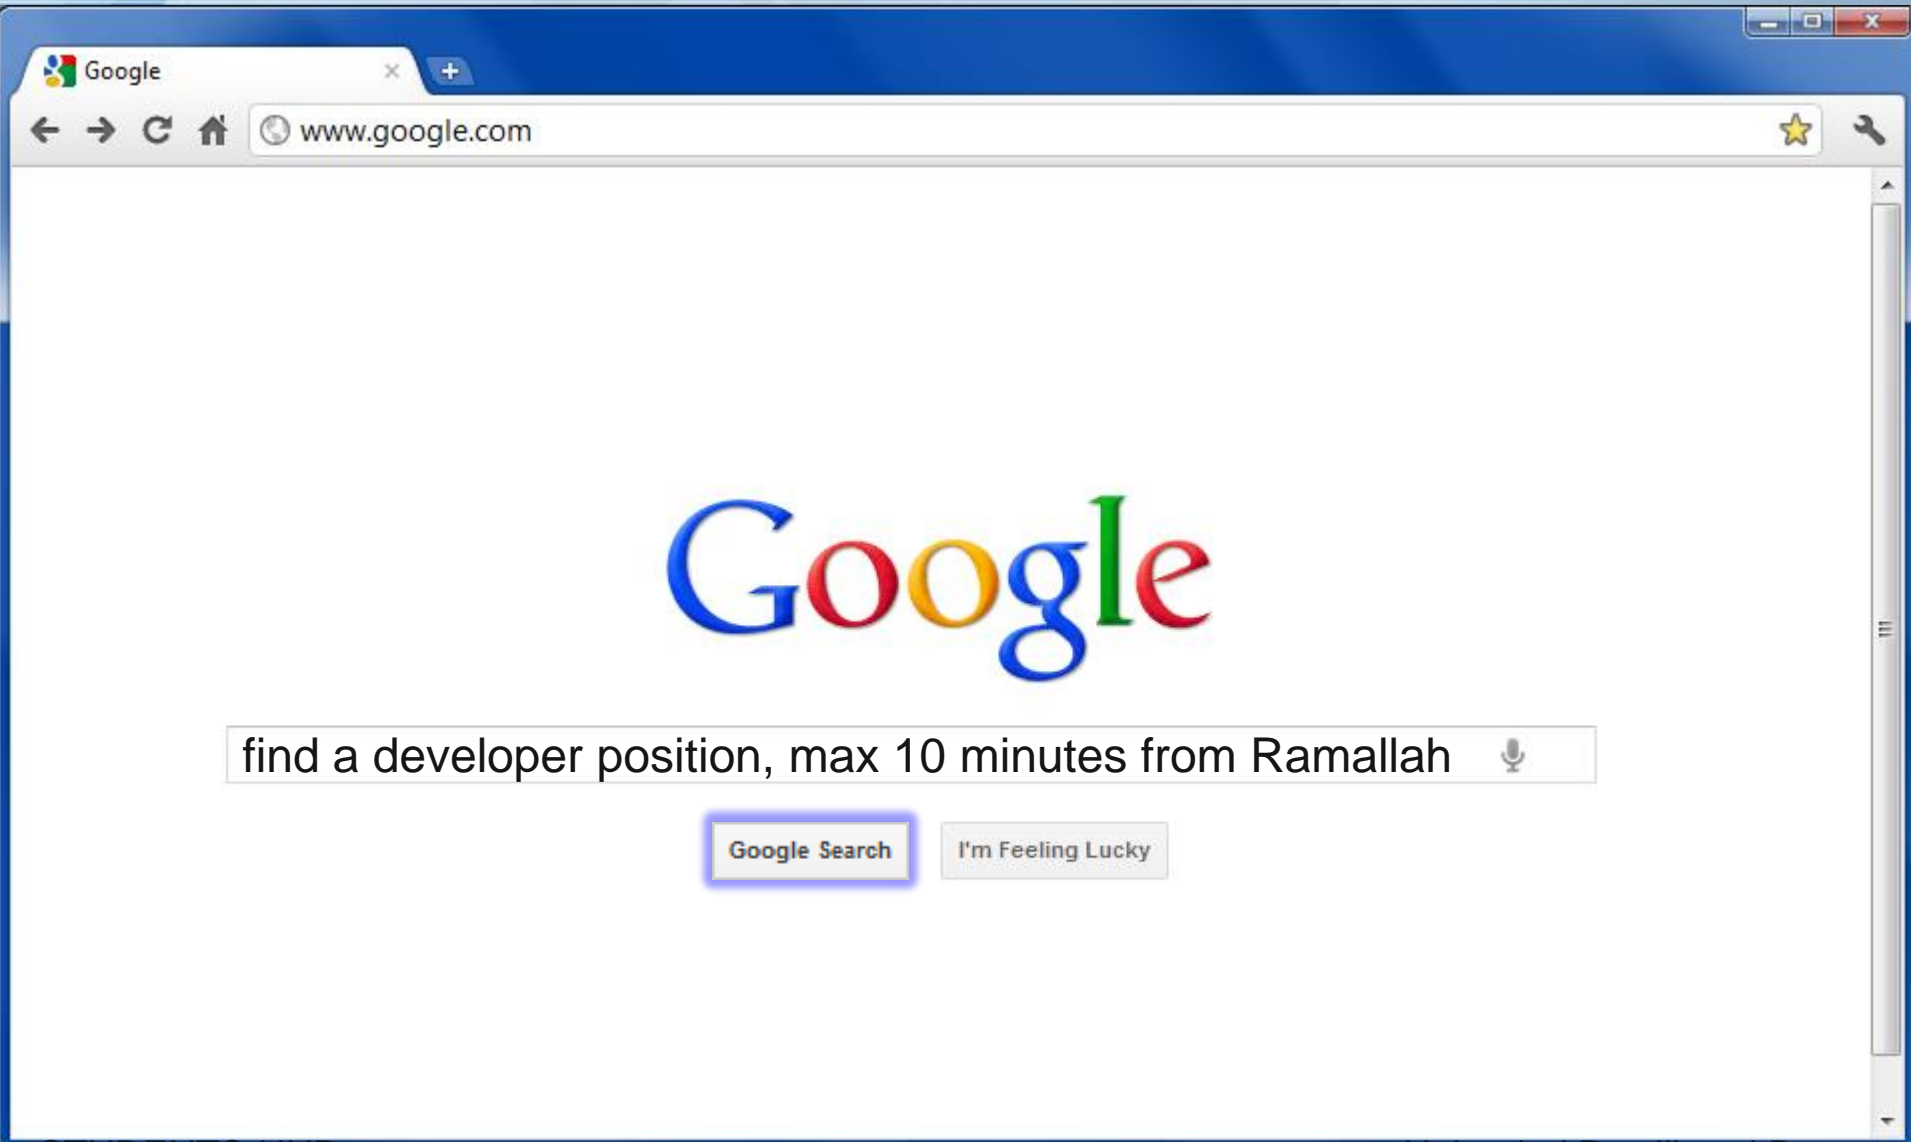 Google
www.google.com
Google
find a developer position, max 10 minutes from Ramallah
Google Search
I'm Feeling Lucky